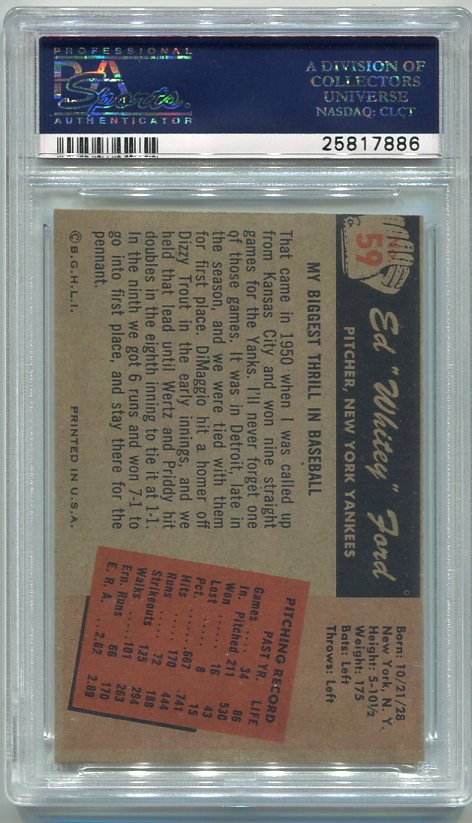 PROFESSIONAL
PSA
Sports
AUTHENTICATOR
A DIVISION OF
COLLECTORS
UNIVERSE
NASDAQ: CLCT
25817886
No.
59
Ed "Whitey" Ford
PITCHER, NEW YORK YANKEES
Born: 10/21/28
New York, N. Y.
Height: 5-10½
Weight: 175
Bats: Left
Throws: Left
MY BIGGEST THRILL IN BASEBALL
That came in 1950 when I was called up
from Kansas City and won nine straight
games for the Yanks. I'll never forget one
of those games. It was in Detroit, late in
the season, and we were tied with them
for first place. DiMaggio hit a homer off
Dizzy Trout in the early innings, and we
held that lead until Wertz and Priddy hit
doubles in the eighth inning to tie it at 1-1.
In the ninth we got 6 runs and won 7-1 to
go into first place, and stay there for the
pennant.
PITCHING RECORD
PAST YR. LIFE
Games . . . 34 86
In. Pitched 211 530
Won . . . . 16 43
Lost . . . . 8 15
Pct. . . . .667 .741
Hits . . . . 170 444
Runs . . . . 72 188
Strikeouts . 125 294
Walks . . . 101 263
Ern. Runs . . 66 170
E. R. A. . . 2.82 2.89
© B.G.H.L.I.
PRINTED IN U.S.A.